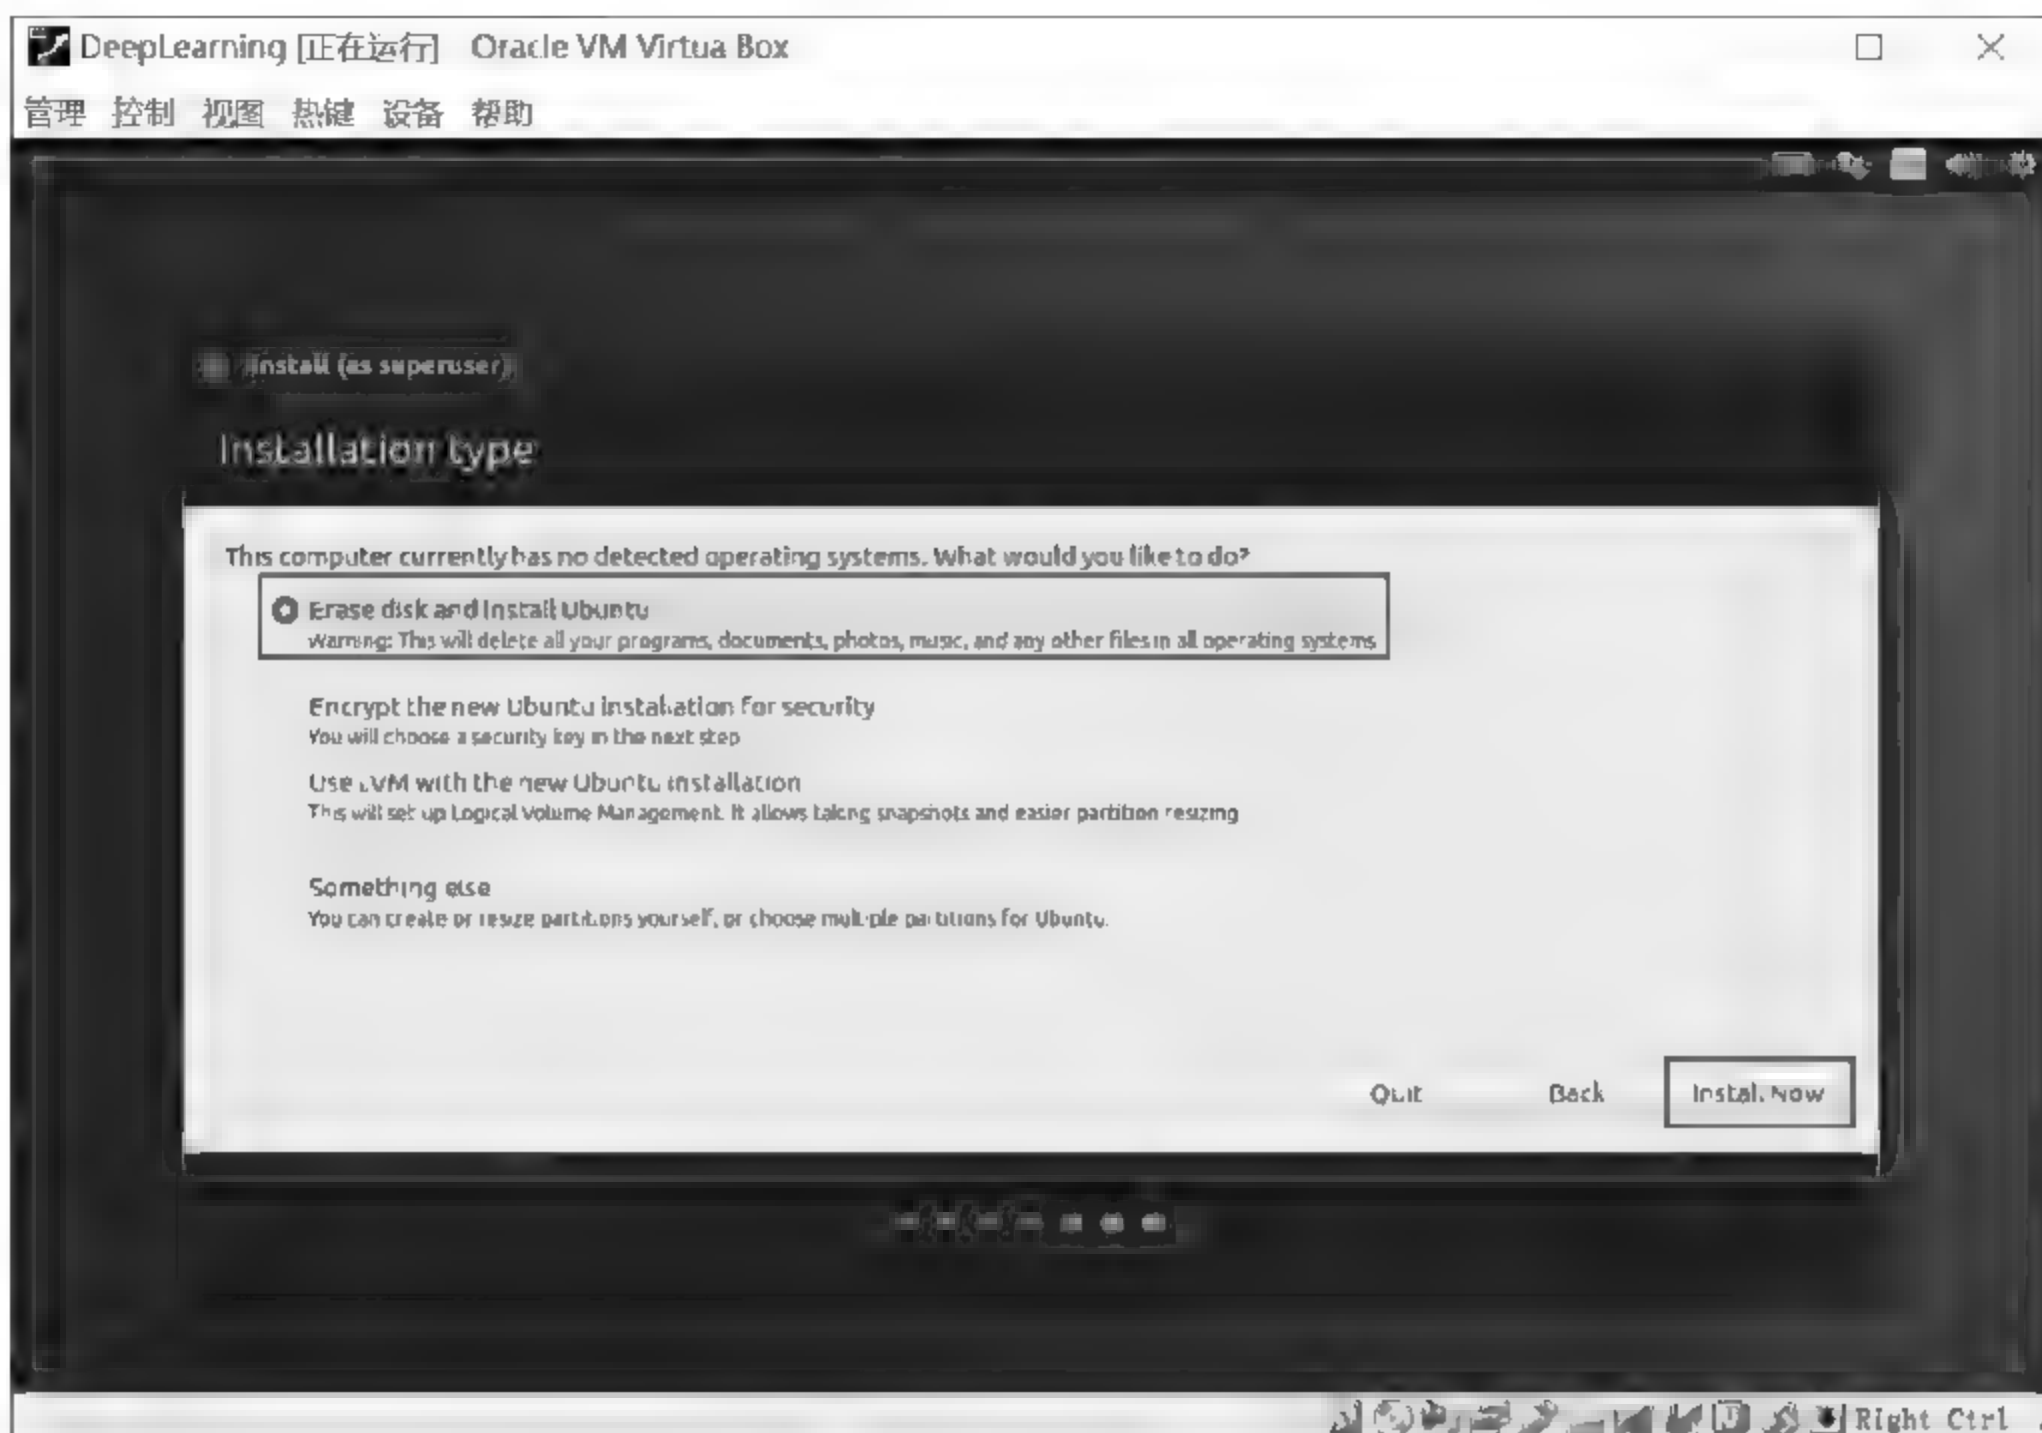 DeepLearning [正在运行] Oracle VM VirtualBox
管理 控制 视图 热键 设备 帮助
Install (as superuser)
Installation type
This computer currently has no detected operating systems. What would you like to do?
Erase disk and install Ubuntu
Warning: This will delete all your programs, documents, photos, music, and any other files in all operating systems
Encrypt the new Ubuntu installation for security
You will choose a security key in the next step
Use LVM with the new Ubuntu installation
This will set up Logical Volume Management. It allows taking snapshots and easier partition resizing
Something else
You can create or resize partitions yourself, or choose multiple partitions for Ubuntu.
Quit Back Install Now
Right Ctrl